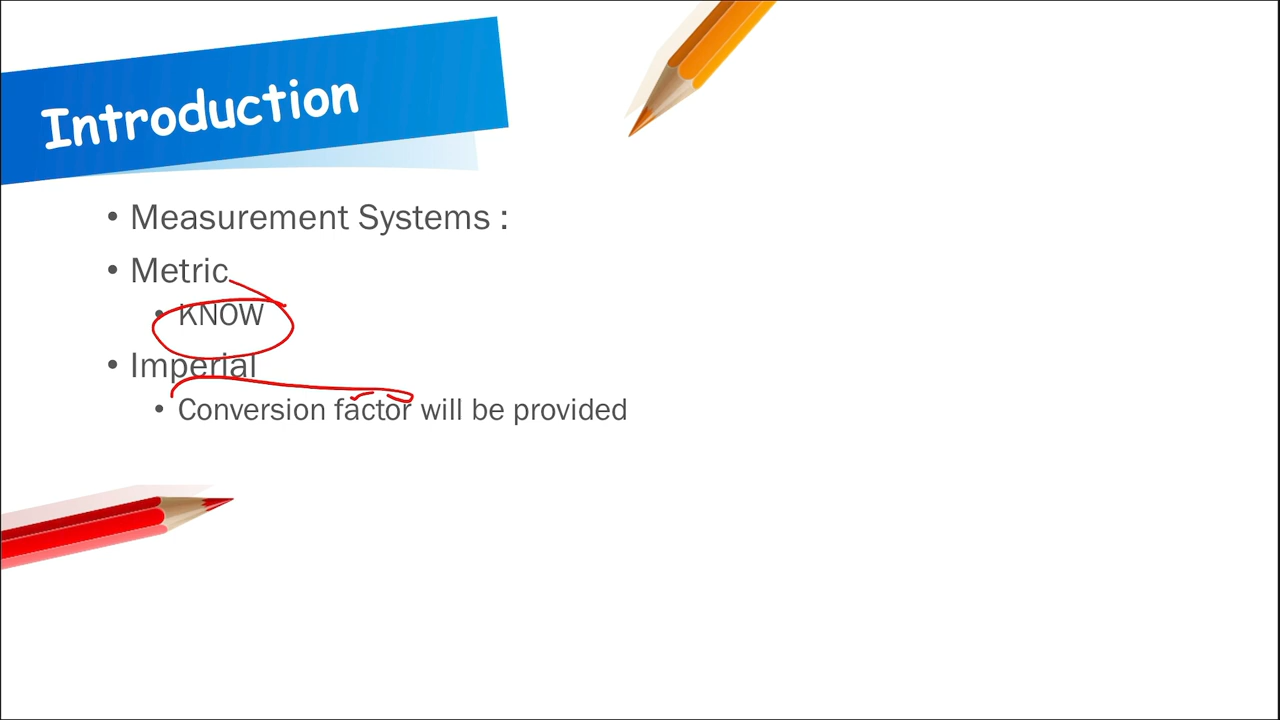 Introduction
• Measurement Systems :
• Metric
• KNOW
• Imperial
• Conversion factor will be provided